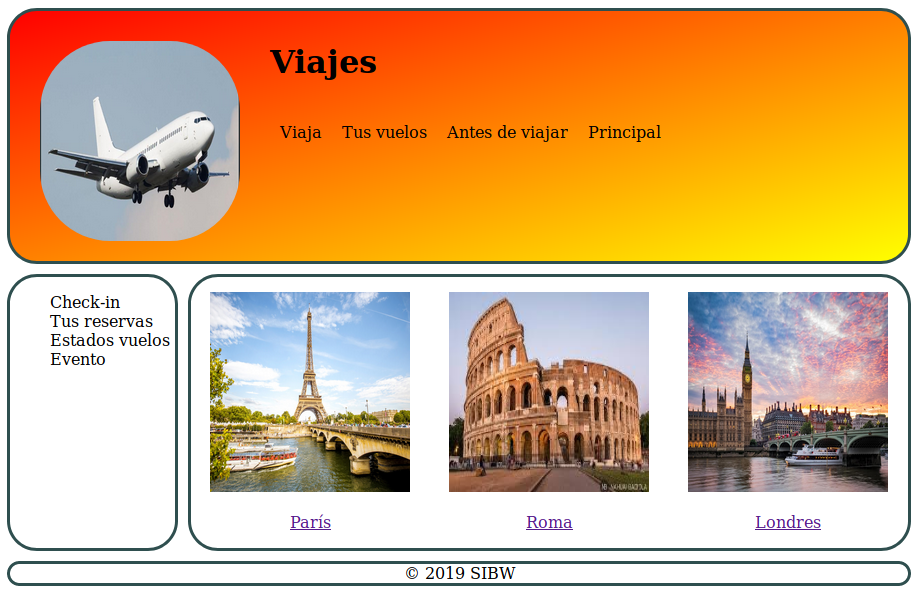 Viajes
Viaja Tus vuelos Antes de viajar Principal
Check-in
Tus reservas
Estados vuelos
Evento
París Roma Londres
© 2019 SIBW